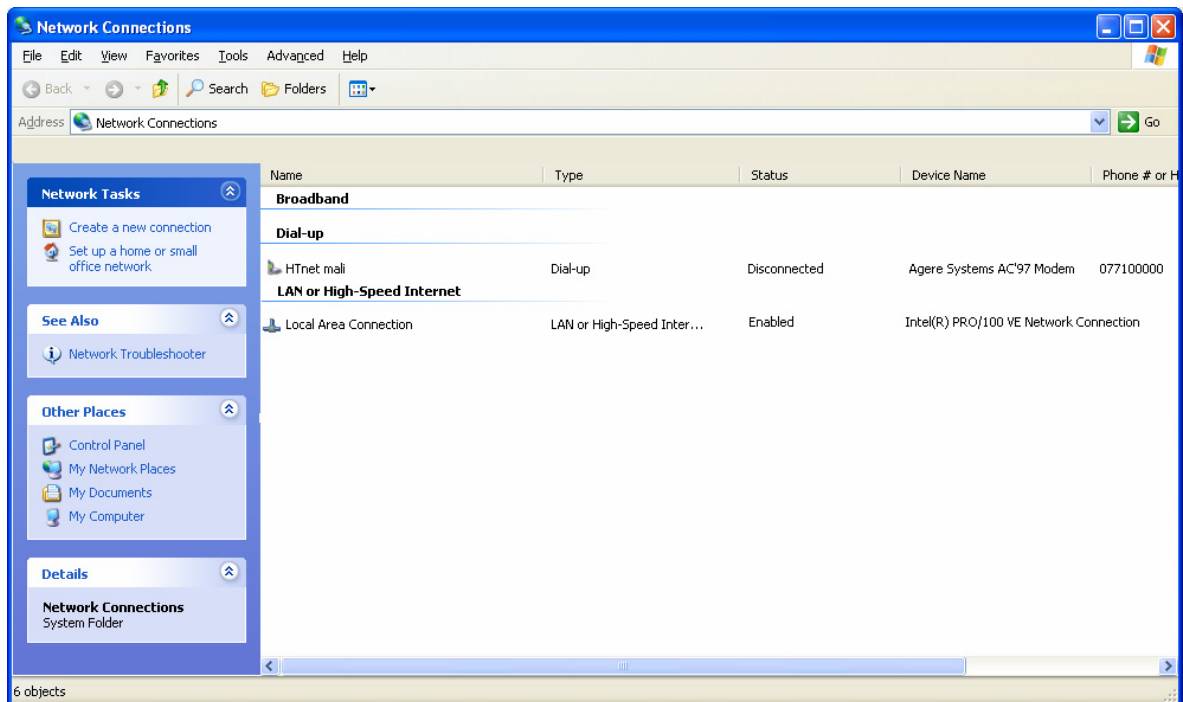 Network Connections
File Edit View Favorites Tools Advanced Help
Back Search Folders
Address Network Connections Go
Name Type Status Device Name Phone # or H
Network Tasks
Create a new connection
Set up a home or small
office network
See Also
Network Troubleshooter
Other Places
Control Panel
My Network Places
My Documents
My Computer
Details
Network Connections
System Folder
Broadband
Dial-up
HTnet mali Dial-up Disconnected Agere Systems AC'97 Modem 077100000
LAN or High-Speed Internet
Local Area Connection LAN or High-Speed Inter... Enabled Intel(R) PRO/100 VE Network Connection
6 objects